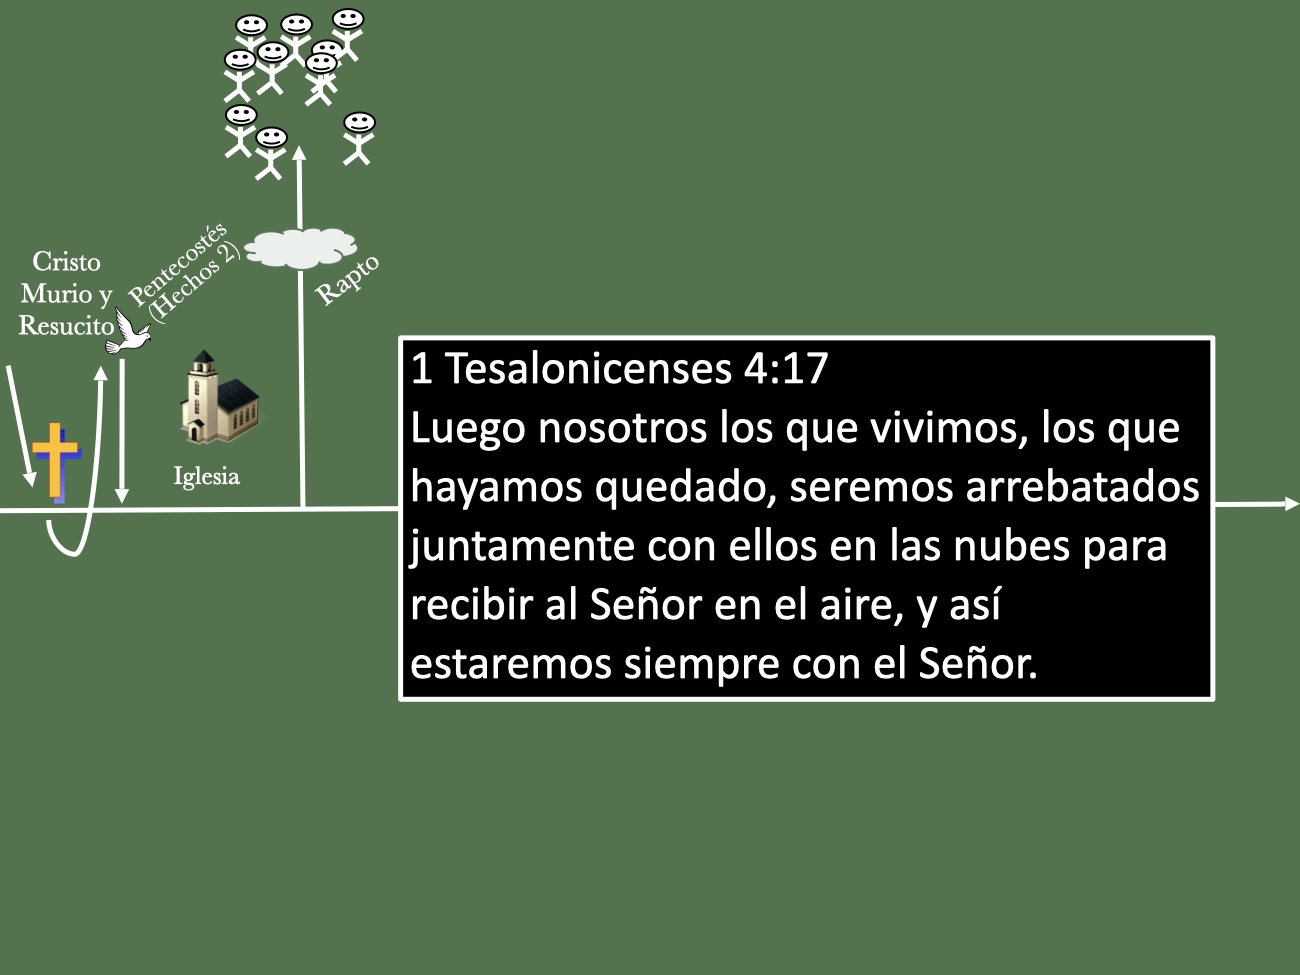 Cristo
Murio y
Resucito
Pentecostés
(Hechos 2)
Rapto
Iglesia
1 Tesalonicenses 4:17
Luego nosotros los que vivimos, los que
hayamos quedado, seremos arrebatados
juntamente con ellos en las nubes para
recibir al Señor en el aire, y así
estaremos siempre con el Señor.